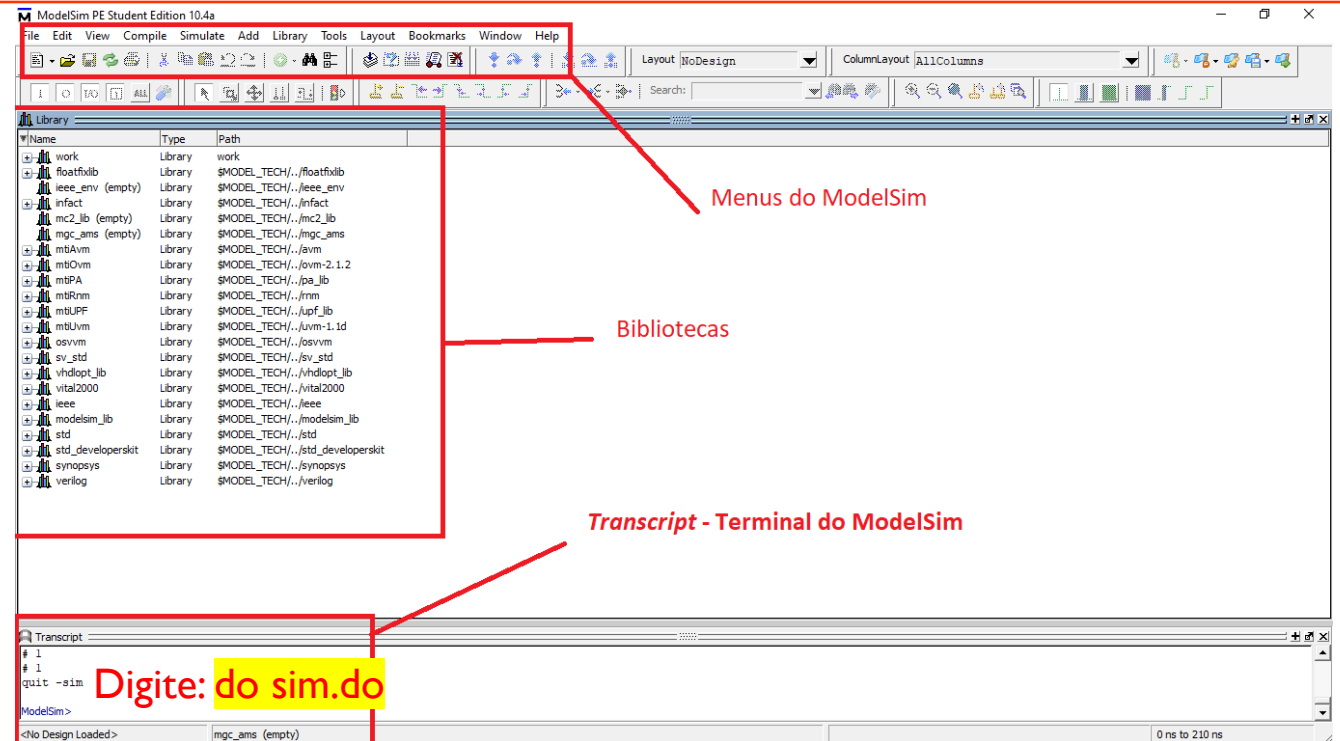 ModelSim PE Student Edition 10.4a
File Edit View Compile Simulate Add Library Tools Layout Bookmarks Window Help
Layout NoDesign ColumnLayout AllColumns
Search:
Library
Name Type Path
work Library work
floatfixlib Library $MODEL_TECH/../floatfixlib
ieee_env (empty) Library $MODEL_TECH/../ieee_env
infact Library $MODEL_TECH/../infact
mc2_lib (empty) Library $MODEL_TECH/../mc2_lib
mgc_ams (empty) Library $MODEL_TECH/../mgc_ams
mtiAvm Library $MODEL_TECH/../avm
mtiOvm Library $MODEL_TECH/../ovm-2.1.2
mtiPA Library $MODEL_TECH/../pa_lib
mtiRnm Library $MODEL_TECH/../rnm
mtiUPF Library $MODEL_TECH/../upf_lib
mtiUvm Library $MODEL_TECH/../uvm-1.1d
osvvm Library $MODEL_TECH/../osvvm
sv_std Library $MODEL_TECH/../sv_std
vhdlopt_lib Library $MODEL_TECH/../vhdlopt_lib
vital2000 Library $MODEL_TECH/../vital2000
ieee Library $MODEL_TECH/../ieee
modelsim_lib Library $MODEL_TECH/../modelsim_lib
std Library $MODEL_TECH/../std
std_developerskit Library $MODEL_TECH/../std_developerskit
synopsys Library $MODEL_TECH/../synopsys
verilog Library $MODEL_TECH/../verilog
Menus do ModelSim
Bibliotecas
Transcript - Terminal do ModelSim
Transcript
# 1
# 1
quit -sim
Digite: do sim.do
ModelSim>
<No Design Loaded> mgc_ams (empty) 0 ns to 210 ns